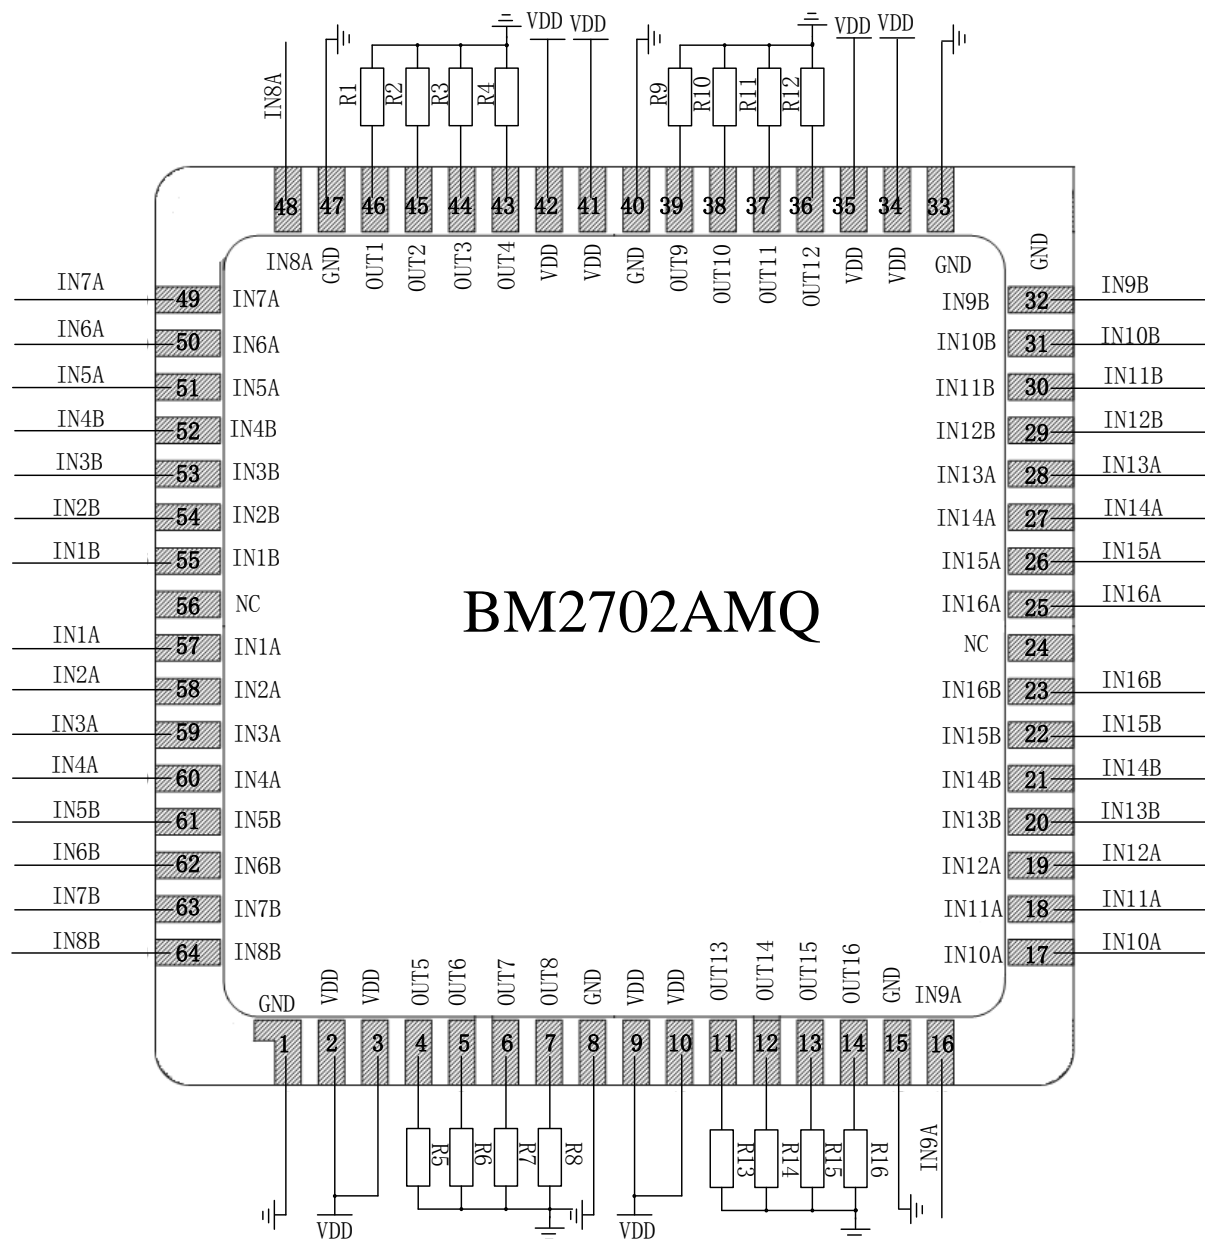 VDD VDD VDD VDD
IN8A R1 R2 R3 R4 R9 R10 R11 R12
48 47 46 45 44 43 42 41 40 39 38 37 36 35 34 33
IN8A GND OUT1 OUT2 OUT3 OUT4 VDD VDD GND OUT9 OUT10 OUT11 OUT12 VDD VDD GND GND
IN7A 49 IN7A IN9B 32 IN9B
IN6A 50 IN6A IN10B 31 IN10B
IN5A 51 IN5A IN11B 30 IN11B
IN4B 52 IN4B IN12B 29 IN12B
IN3B 53 IN3B IN13A 28 IN13A
IN2B 54 IN2B IN14A 27 IN14A
IN1B 55 IN1B IN15A 26 IN15A
56 NC IN16A 25 IN16A
BM2702AMQ
IN1A 57 IN1A NC 24
IN2A 58 IN2A IN16B 23 IN16B
IN3A 59 IN3A IN15B 22 IN15B
IN4A 60 IN4A IN14B 21 IN14B
IN5B 61 IN5B IN13B 20 IN13B
IN6B 62 IN6B IN12A 19 IN12A
IN7B 63 IN7B IN11A 18 IN11A
IN8B 64 IN8B IN10A 17 IN10A
GND VDD VDD OUT5 OUT6 OUT7 OUT8 GND VDD VDD OUT13 OUT14 OUT15 OUT16 GND IN9A
1 2 3 4 5 6 7 8 9 10 11 12 13 14 15 16
R5 R6 R7 R8 R13 R14 R15 R16 IN9A
VDD VDD